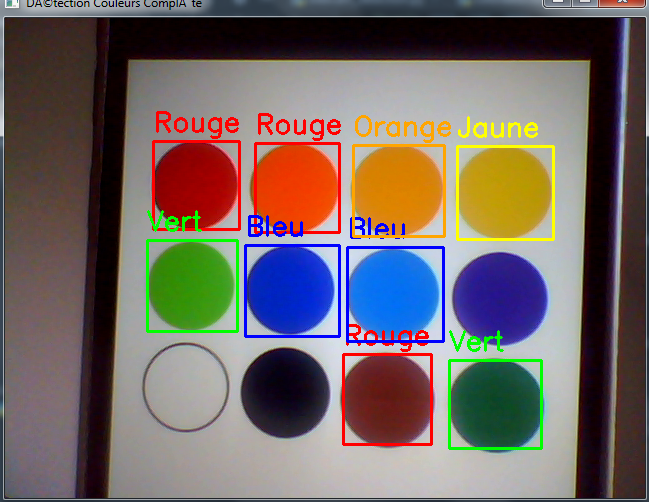 DÃ©tection Couleurs ComplÃ¨te
Rouge Rouge Orange Jaune
Vert Bleu Bleu
Rouge Vert